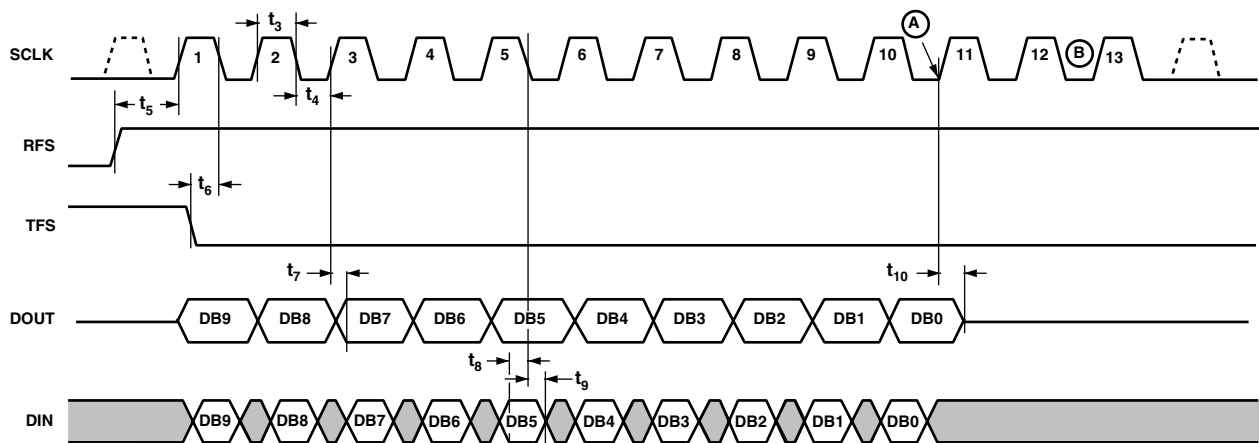 A
t3
SCLK 1 2 3 4 5 6 7 8 9 10 11 12 B 13
t4
t5
RFS
t6
TFS
t7 t10
DOUT DB9 DB8 DB7 DB6 DB5 DB4 DB3 DB2 DB1 DB0
t8
t9
DIN DB9 DB8 DB7 DB6 DB5 DB4 DB3 DB2 DB1 DB0